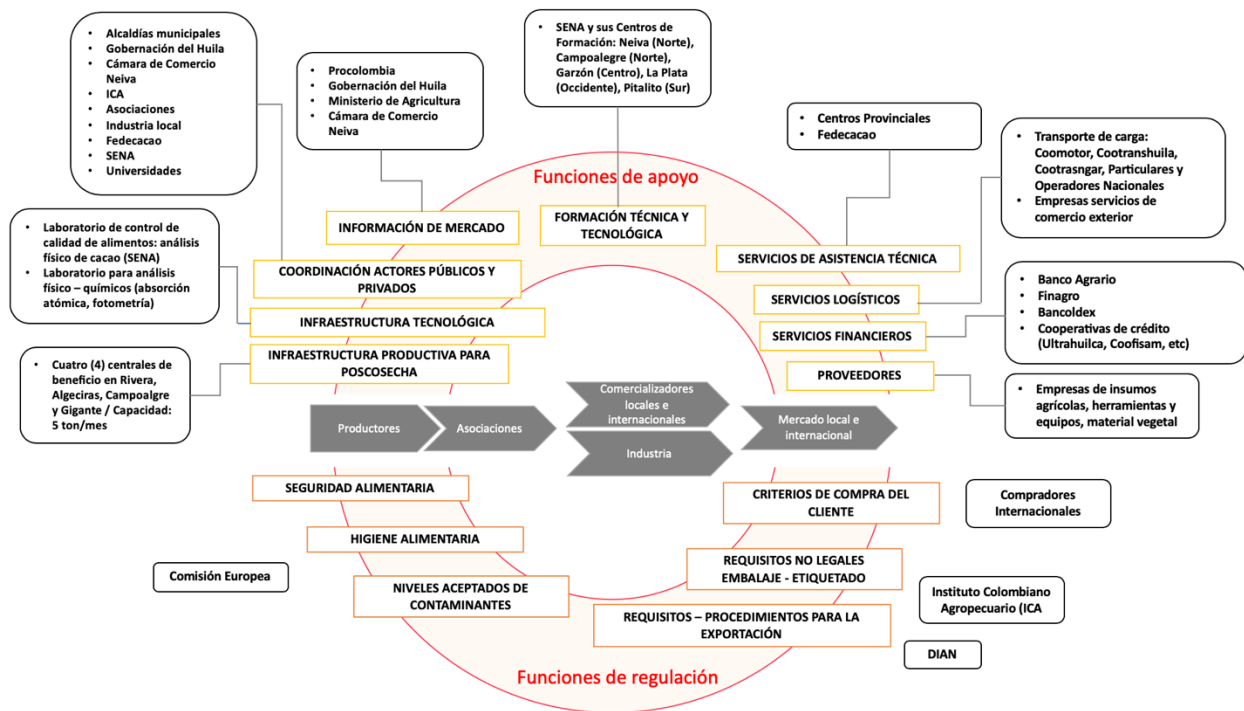 • Alcaldías municipales
• Gobernación del Huila
• Cámara de Comercio
Neiva
• ICA
• Asociaciones
• Industria local
• Fedecacao
• SENA
• Universidades
• Procolombia
• Gobernación del Huila
• Ministerio de Agricultura
• Cámara de Comercio
Neiva
• SENA y sus Centros de
Formación: Neiva (Norte),
Campoalegre (Norte),
Garzón (Centro), La Plata
(Occidente), Pitalito (Sur)
• Centros Provinciales
• Fedecacao
• Transporte de carga:
Coomotor, Cootranshuila,
Cootrasngar, Particulares y
Operadores Nacionales
• Empresas servicios de
comercio exterior
Funciones de apoyo
INFORMACIÓN DE MERCADO
FORMACIÓN TÉCNICA Y
TECNOLÓGICA
SERVICIOS DE ASISTENCIA TÉCNICA
• Laboratorio de control de
calidad de alimentos: análisis
físico de cacao (SENA)
• Laboratorio para análisis
físico – químicos (absorción
atómica, fotometría)
COORDINACIÓN ACTORES PÚBLICOS Y
PRIVADOS
SERVICIOS LOGÍSTICOS
INFRAESTRUCTURA TECNOLÓGICA
SERVICIOS FINANCIEROS
• Banco Agrario
• Finagro
• Bancoldex
• Cooperativas de crédito
(Ultrahuilca, Coofisam, etc)
INFRAESTRUCTURA PRODUCTIVA PARA
POSCOSECHA
PROVEEDORES
• Cuatro (4) centrales de
beneficio en Rivera,
Algeciras, Campoalgre
y Gigante / Capacidad:
5 ton/mes
• Empresas de insumos
agrícolas, herramientas y
equipos, material vegetal
Productores
Asociaciones
Comercializadores
locales e
internacionales
Industria
Mercado local e
internacional
SEGURIDAD ALIMENTARIA
CRITERIOS DE COMPRA DEL
CLIENTE
Compradores
Internacionales
HIGIENE ALIMENTARIA
REQUISITOS NO LEGALES
EMBALAJE - ETIQUETADO
Comisión Europea
NIVELES ACEPTADOS DE
CONTAMINANTES
Instituto Colombiano
Agropecuario (ICA
REQUISITOS – PROCEDIMIENTOS PARA LA
EXPORTACIÓN
DIAN
Funciones de regulación